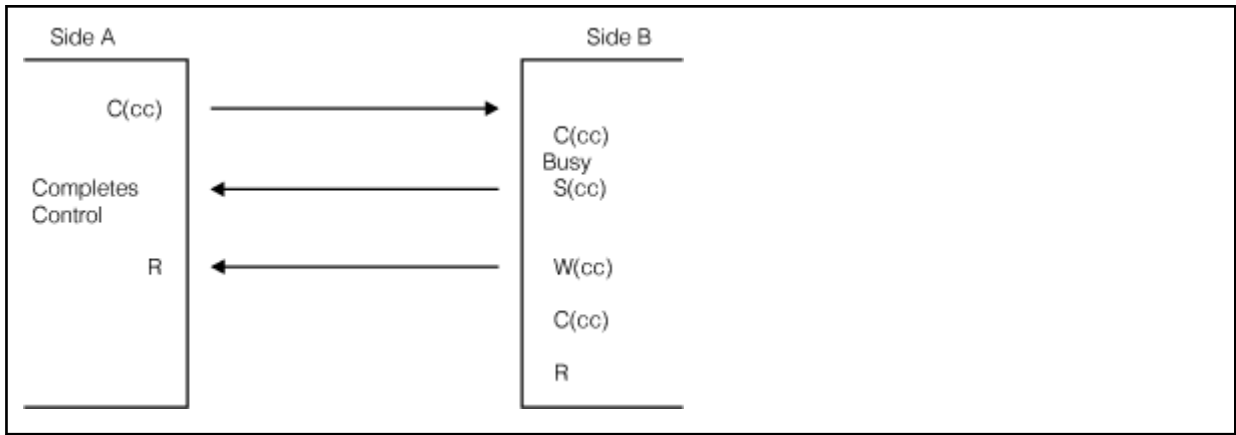 Side A
Side B
C(cc)
C(cc)
Busy
Completes
S(cc)
Control
R
W(cc)
C(cc)
R